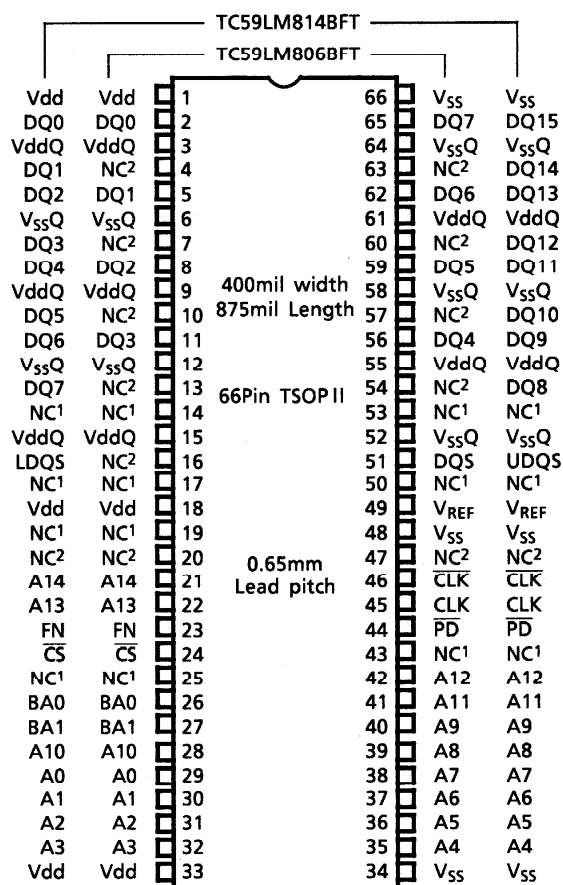 TC59LM814BFT
TC59LM806BFT
Vdd Vdd 1 66 VSS VSS
DQ0 DQ0 2 65 DQ7 DQ15
VddQ VddQ 3 64 VSSQ VSSQ
DQ1 NC² 4 63 NC² DQ14
DQ2 DQ1 5 62 DQ6 DQ13
VSSQ VSSQ 6 61 VddQ VddQ
DQ3 NC² 7 60 NC² DQ12
DQ4 DQ2 8 59 DQ5 DQ11
VddQ VddQ 9 400mil width 58 VSSQ VSSQ
DQ5 NC² 10 875mil Length 57 NC² DQ10
DQ6 DQ3 11 56 DQ4 DQ9
VSSQ VSSQ 12 55 VddQ VddQ
DQ7 NC² 13 66Pin TSOP II 54 NC² DQ8
NC¹ NC¹ 14 53 NC¹ NC¹
VddQ VddQ 15 52 VSSQ VSSQ
LDQS NC² 16 51 DQS UDQS
NC¹ NC¹ 17 50 NC¹ NC¹
Vdd Vdd 18 49 VREF VREF
NC¹ NC¹ 19 48 VSS VSS
NC² NC² 20 0.65mm 47 NC² NC²
A14 A14 21 Lead pitch 46 C̅L̅K̅ C̅L̅K̅
A13 A13 22 45 CLK CLK
FN FN 23 44 P̅D̅ P̅D̅
C̅S̅ C̅S̅ 24 43 NC¹ NC¹
NC¹ NC¹ 25 42 A12 A12
BA0 BA0 26 41 A11 A11
BA1 BA1 27 40 A9 A9
A10 A10 28 39 A8 A8
A0 A0 29 38 A7 A7
A1 A1 30 37 A6 A6
A2 A2 31 36 A5 A5
A3 A3 32 35 A4 A4
Vdd Vdd 33 34 VSS VSS